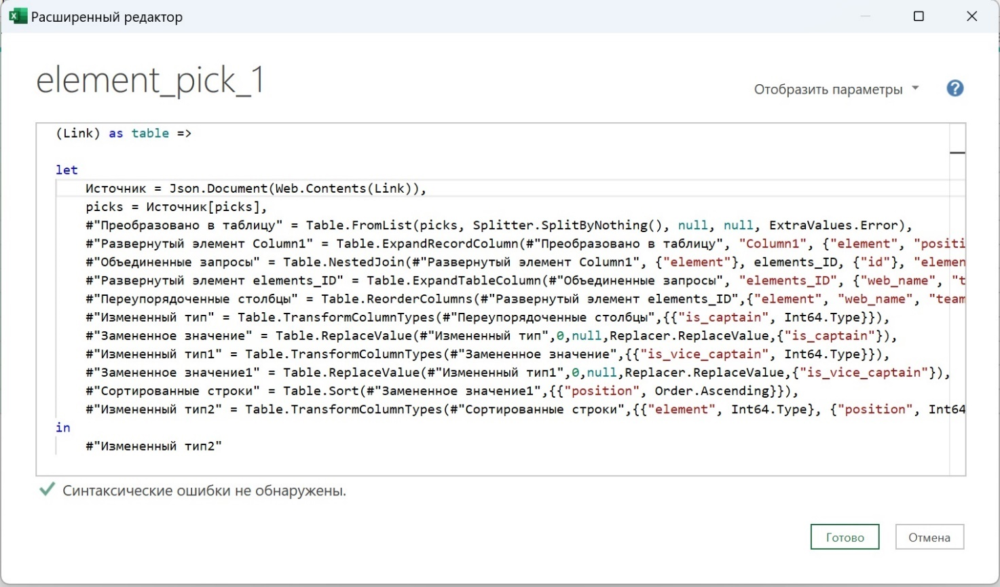 Расширенный редактор
element_pick_1
Отобразить параметры
(Link) as table =>
let
Источник = Json.Document(Web.Contents(Link)),
picks = Источник[picks],
#"Преобразовано в таблицу" = Table.FromList(picks, Splitter.SplitByNothing(), null, null, ExtraValues.Error),
#"Развернутый элемент Column1" = Table.ExpandRecordColumn(#"Преобразовано в таблицу", "Column1", {"element", "positi
#"Объединенные запросы" = Table.NestedJoin(#"Развернутый элемент Column1", {"element"}, elements_ID, {"id"}, "elemen
#"Развернутый элемент elements_ID" = Table.ExpandTableColumn(#"Объединенные запросы", "elements_ID", {"web_name", "t
#"Переупорядоченные столбцы" = Table.ReorderColumns(#"Развернутый элемент elements_ID",{"element", "web_name", "team
#"Измененный тип" = Table.TransformColumnTypes(#"Переупорядоченные столбцы",{{"is_captain", Int64.Type}}),
#"Замененное значение" = Table.ReplaceValue(#"Измененный тип",0,null,Replacer.ReplaceValue,{"is_captain"}),
#"Измененный тип1" = Table.TransformColumnTypes(#"Замененное значение",{{"is_vice_captain", Int64.Type}}),
#"Замененное значение1" = Table.ReplaceValue(#"Измененный тип1",0,null,Replacer.ReplaceValue,{"is_vice_captain"}),
#"Сортированные строки" = Table.Sort(#"Замененное значение1",{{"position", Order.Ascending}}),
#"Измененный тип2" = Table.TransformColumnTypes(#"Сортированные строки",{{"element", Int64.Type}, {"position", Int64
in
#"Измененный тип2"
Синтаксические ошибки не обнаружены.
Готово
Отмена